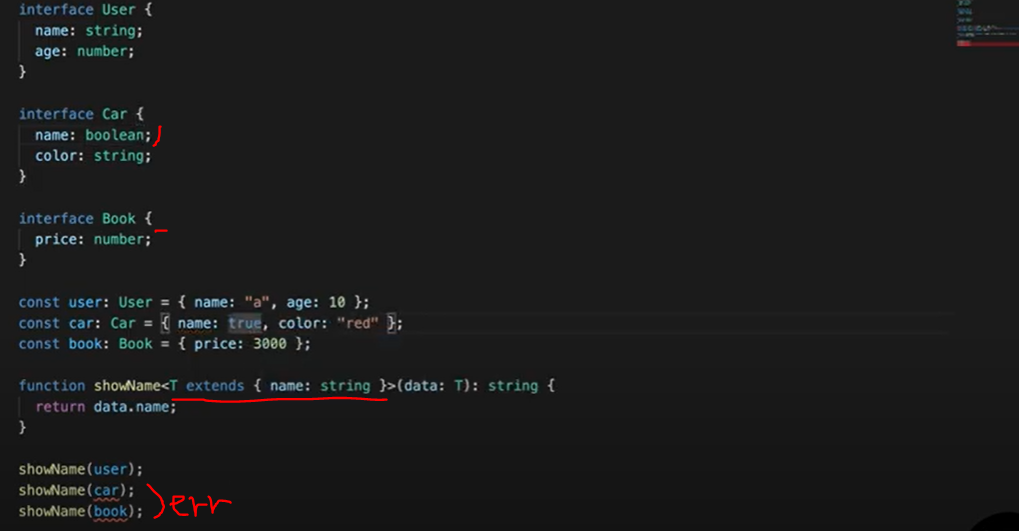 interface User {
name: string;
age: number;
}
interface Car {
name: boolean;
color: string;
}
interface Book {
price: number;
}
const user: User = { name: "a", age: 10 };
const car: Car = { name: true, color: "red" };
const book: Book = { price: 3000 };
function showName<T extends { name: string }>(data: T): string {
return data.name;
}
showName(user);
showName(car);
showName(book);
err